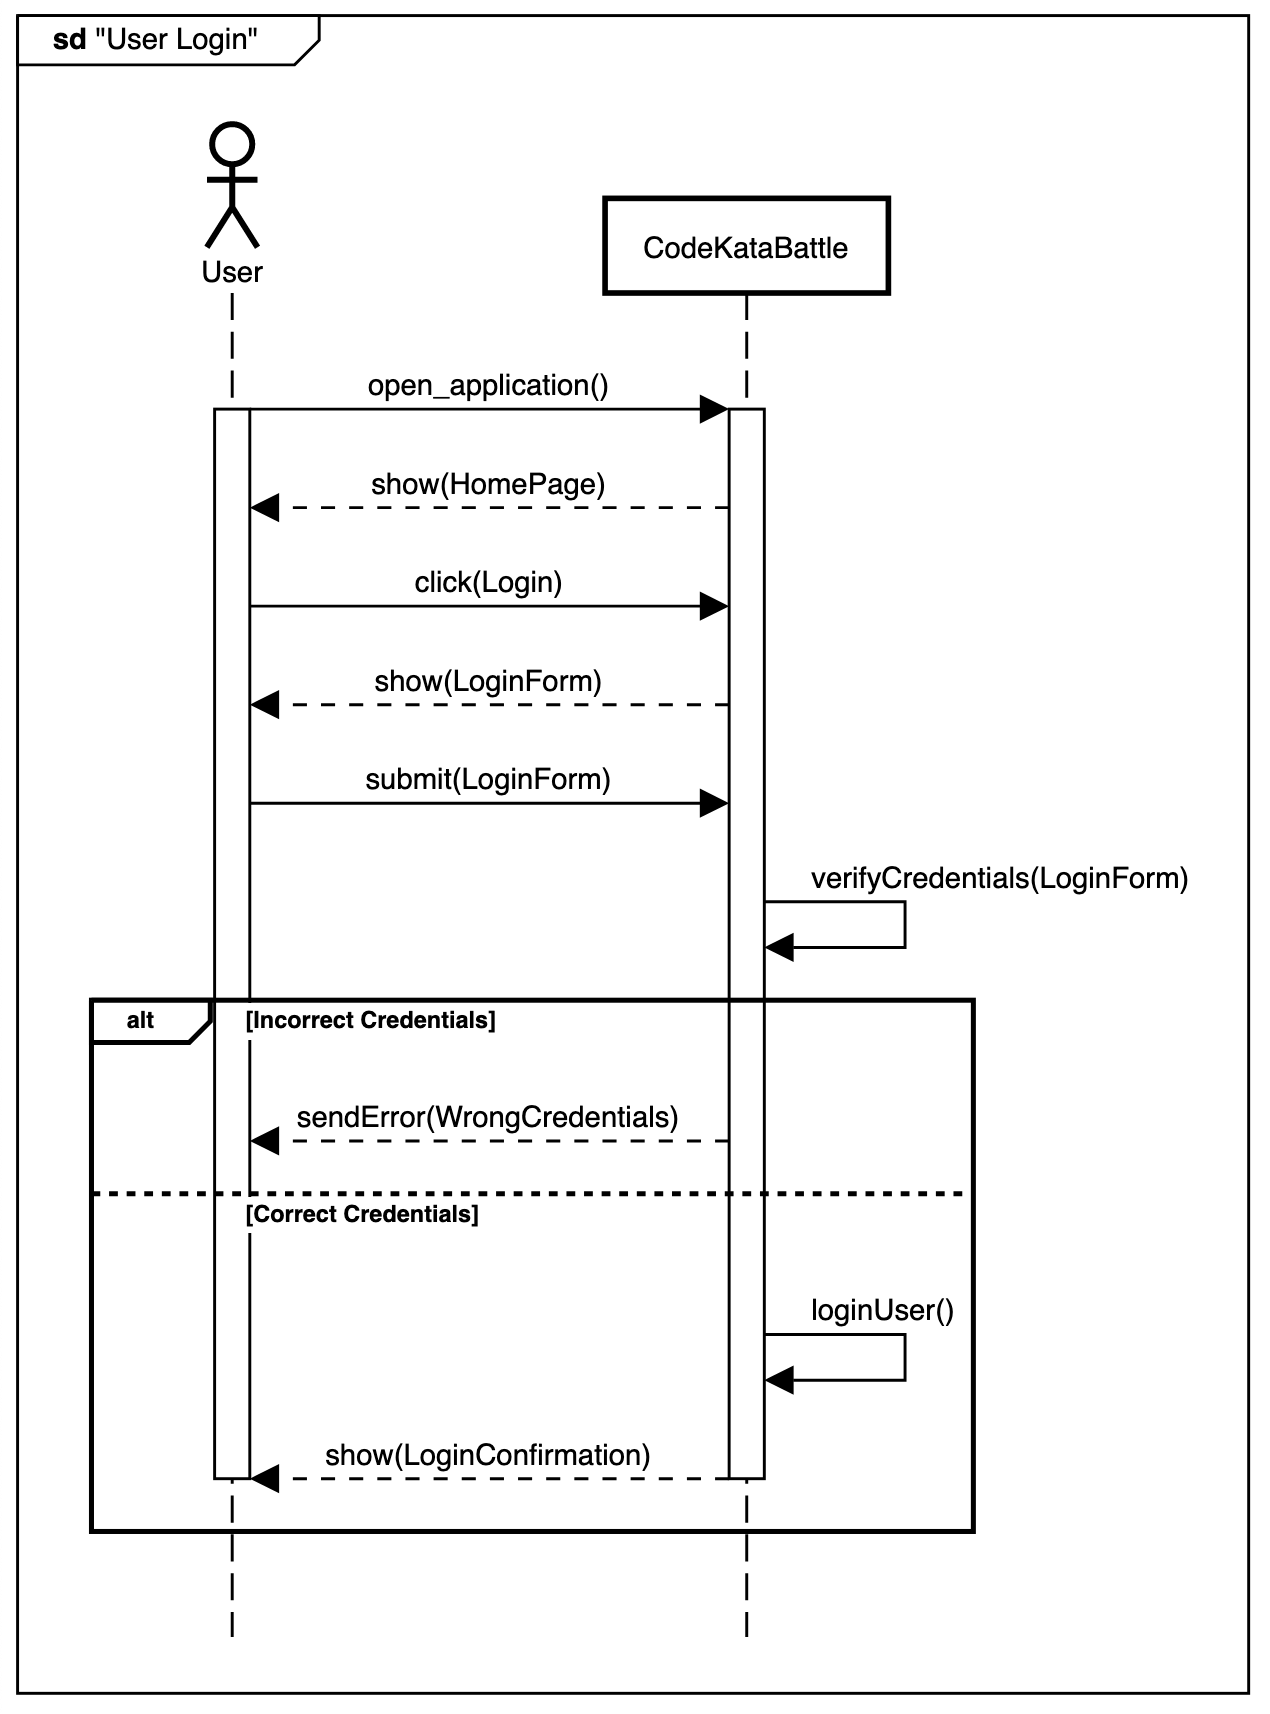 sd "User Login"
User
CodeKataBattle
open_application()
show(HomePage)
click(Login)
show(LoginForm)
submit(LoginForm)
verifyCredentials(LoginForm)
alt
[Incorrect Credentials]
sendError(WrongCredentials)
[Correct Credentials]
loginUser()
show(LoginConfirmation)